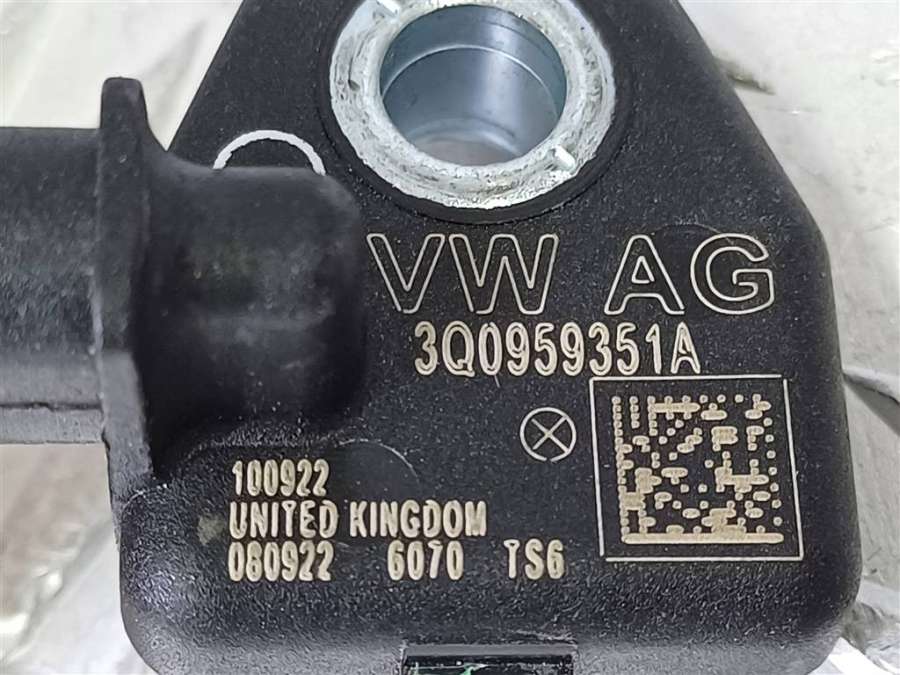 VW AG
3Q0959351A
100922
UNITED KINGDOM
080922 6070 TS6